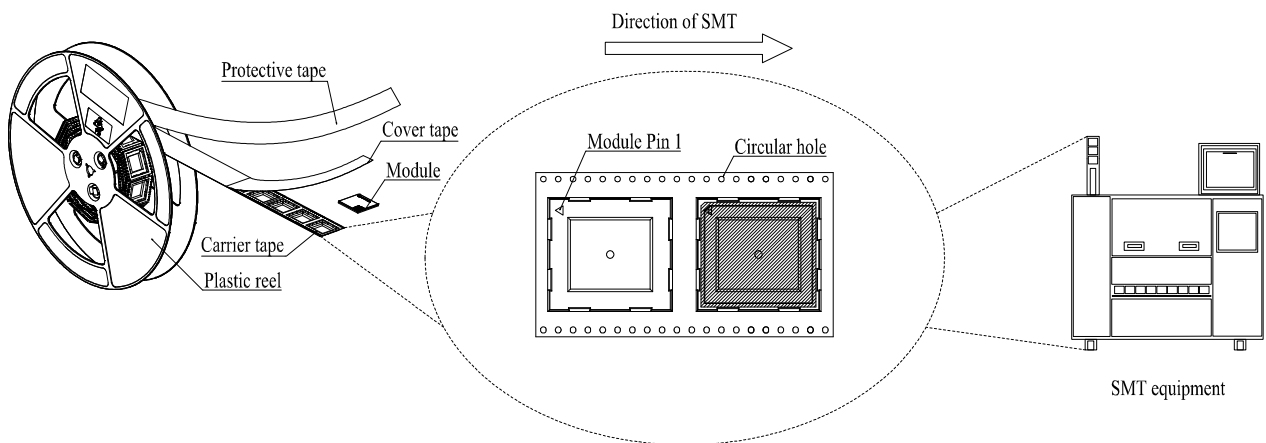 Direction of SMT
Protective tape
Cover tape
Module
Module Pin 1
Circular hole
Carrier tape
Plastic reel
SMT equipment